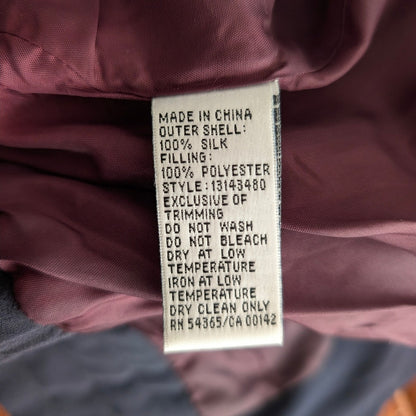 MADE IN CHINA
OUTER SHELL:
100% SILK
FILLING:
100% POLYESTER
STYLE: 13143480
EXCLUSIVE OF
TRIMMING
DO NOT WASH
DO NOT BLEACH
DRY AT LOW
TEMPERATURE
IRON AT LOW
TEMPERATURE
DRY CLEAN ONLY
RN 54365/CA 00142